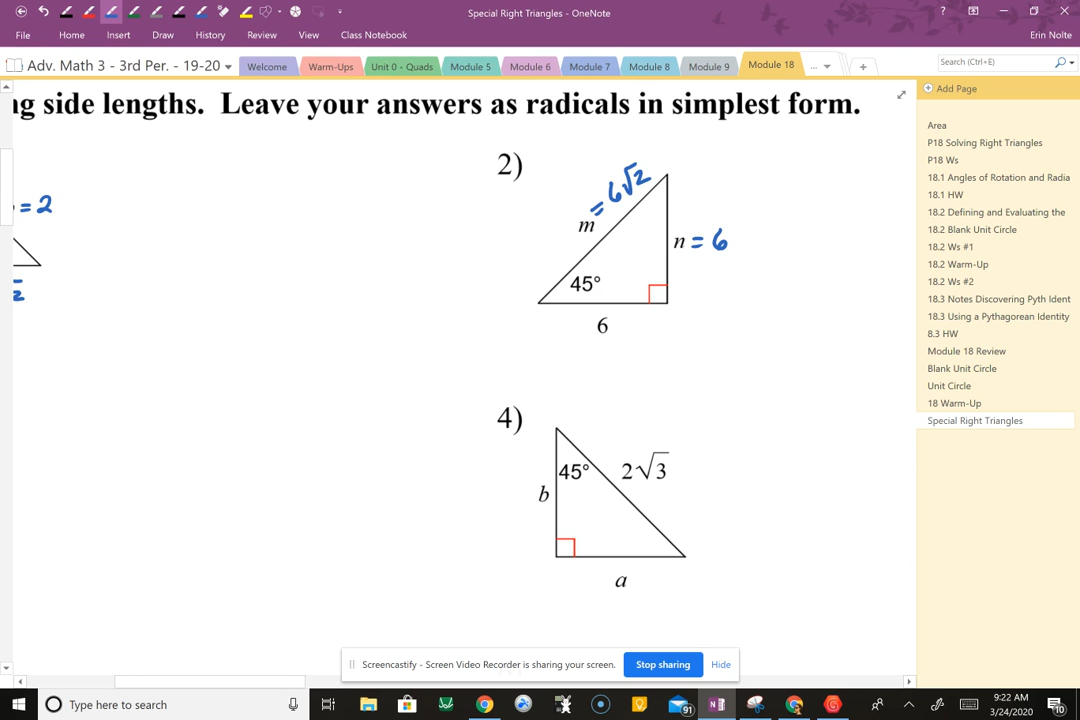 Special Right Triangles - OneNote
?
File
Home
Insert
Draw
History
Review
View
Class Notebook
Erin Nolte
Adv. Math 3 - 3rd Per. - 19-20
Welcome
Warm-Ups
Unit 0 - Quads
Module 5
Module 6
Module 7
Module 8
Module 9
Module 18
...
Search (Ctrl+E)
Add Page
ng side lengths. Leave your answers as radicals in simplest form.
2)
= 6√2
m
n = 6
45°
6
= 2
4)
45°
2√3
b
a
Area
P18 Solving Right Triangles
P18 Ws
18.1 Angles of Rotation and Radia
18.1 HW
18.2 Defining and Evaluating the
18.2 Blank Unit Circle
18.2 Ws #1
18.2 Warm-Up
18.2 Ws #2
18.3 Notes Discovering Pyth Ident
18.3 Using a Pythagorean Identity
8.3 HW
Module 18 Review
Blank Unit Circle
Unit Circle
18 Warm-Up
Special Right Triangles
Screencastify - Screen Video Recorder is sharing your screen.
Stop sharing
Hide
Type here to search
91
9:22 AM
3/24/2020
10